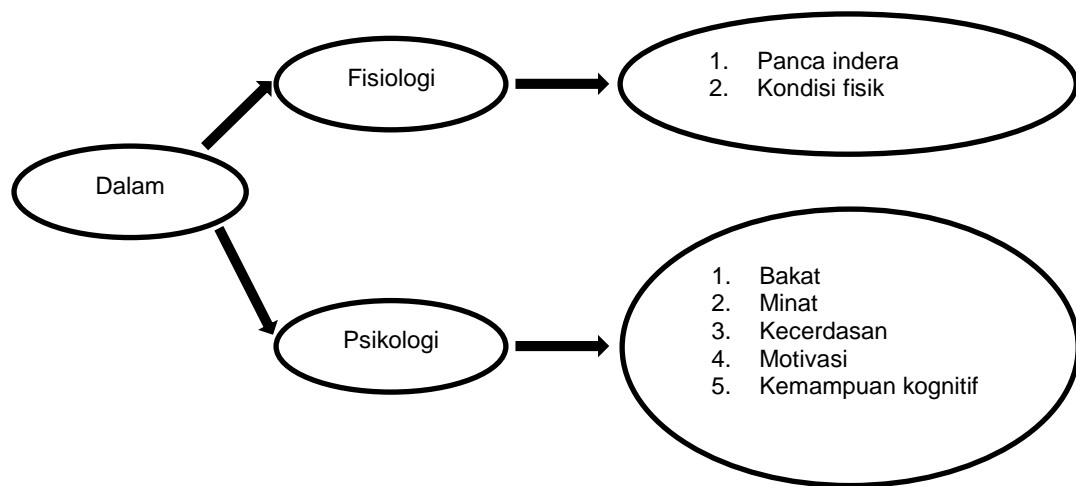 Dalam
Fisiologi
1. Panca indera
2. Kondisi fisik
Psikologi
1. Bakat
2. Minat
3. Kecerdasan
4. Motivasi
5. Kemampuan kognitif